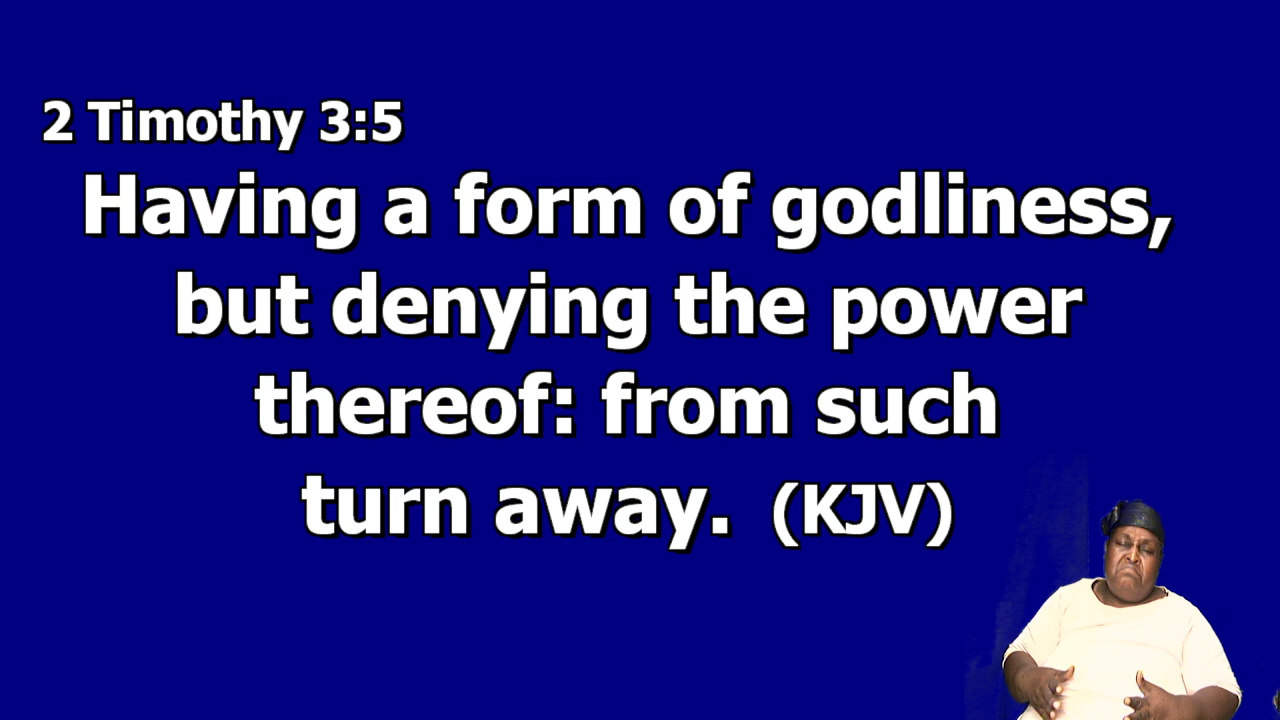 2 Timothy 3:5
Having a form of godliness,
but denying the power
thereof: from such
turn away. (KJV)